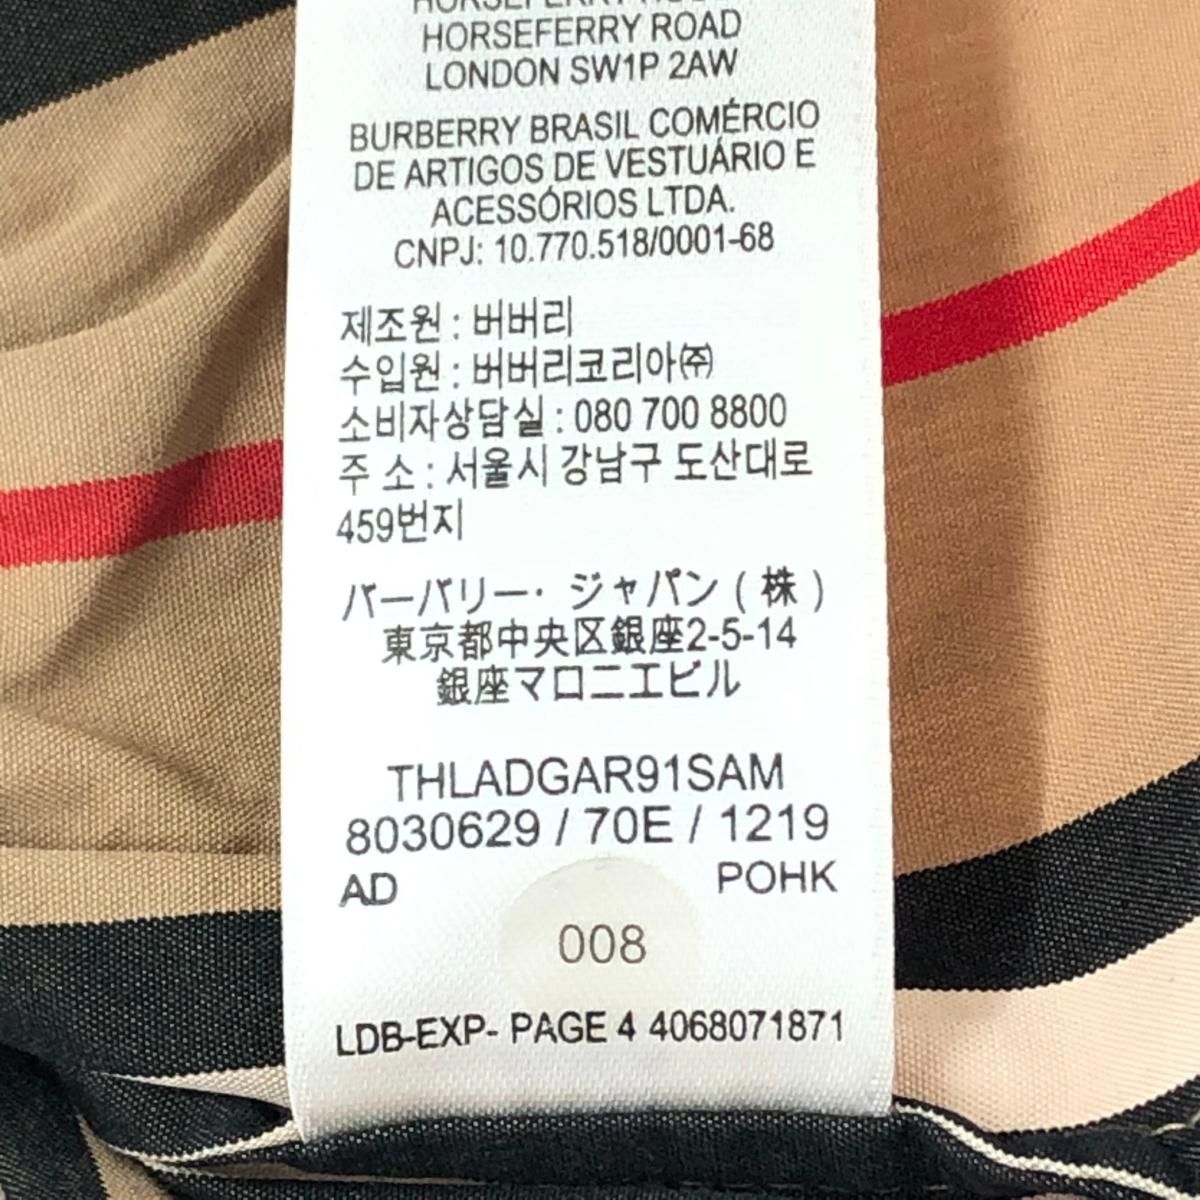 HORSEFERRY
HORSEFERRY ROAD
LONDON SW1P 2AW
BURBERRY BRASIL COMÉRCIO
DE ARTIGOS DE VESTUÁRIO E
ACESSÓRIOS LTDA.
CNPJ: 10.770.518/0001-68
제조원 : 버버리
수입원 : 버버리코리아㈜
소비자상담실 : 080 700 8800
주 소 : 서울시 강남구 도산대로
459번지
バーバリー· ジャパン ( 株 )
東京都中央区銀座2-5-14
銀座マロニエビル
THLADGAR91SAM
8030629 / 70E / 1219
AD POHK
008
LDB-EXP- PAGE 4 4068071871